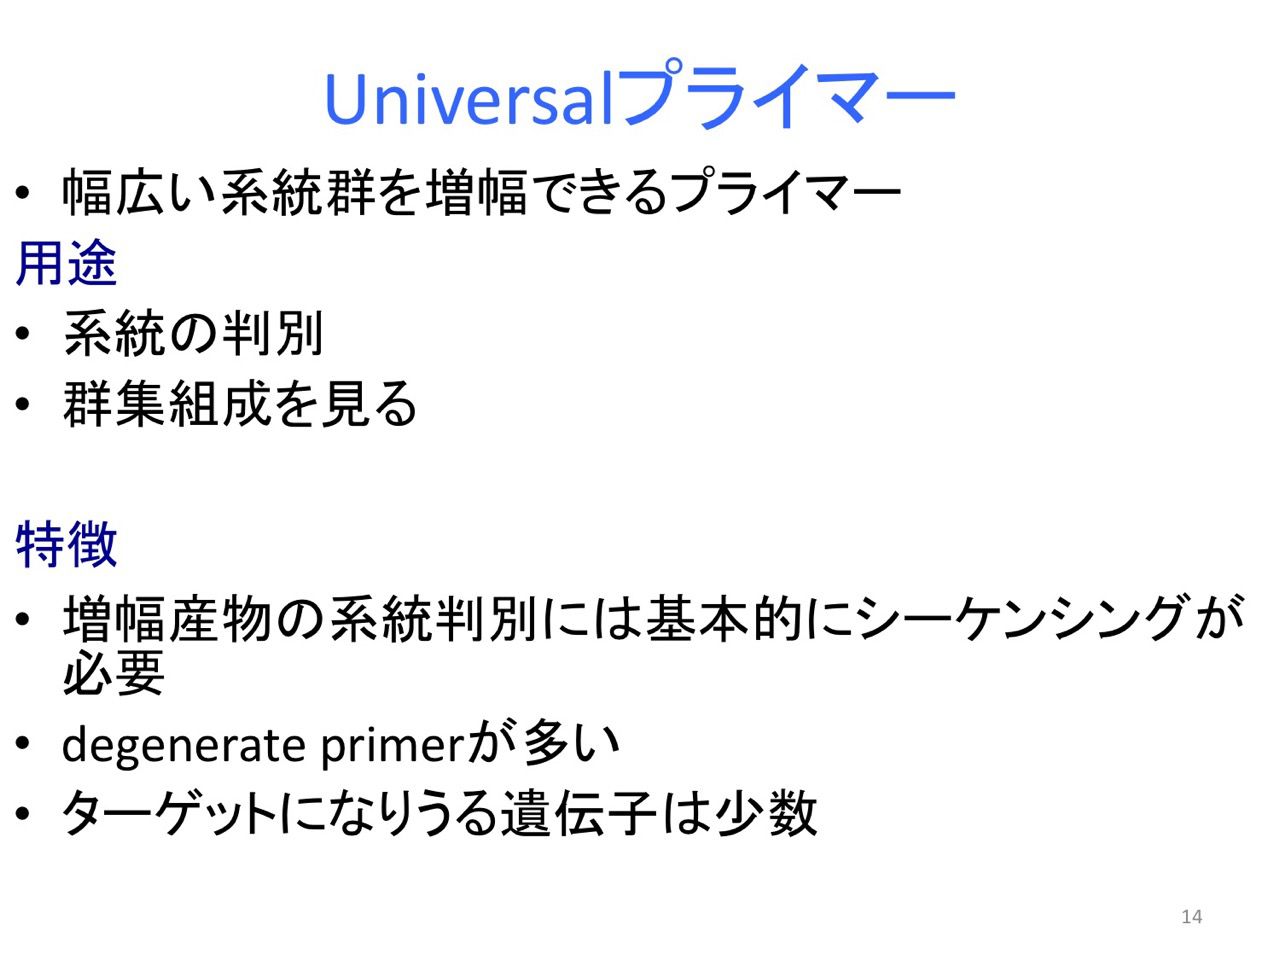 Universalプライマー
• 幅広い系統群を増幅できるプライマー
用途
• 系統の判別
• 群集組成を見る
特徴
• 増幅産物の系統判別には基本的にシーケンシングが
必要
• degenerate primerが多い
• ターゲットになりうる遺伝子は少数
14